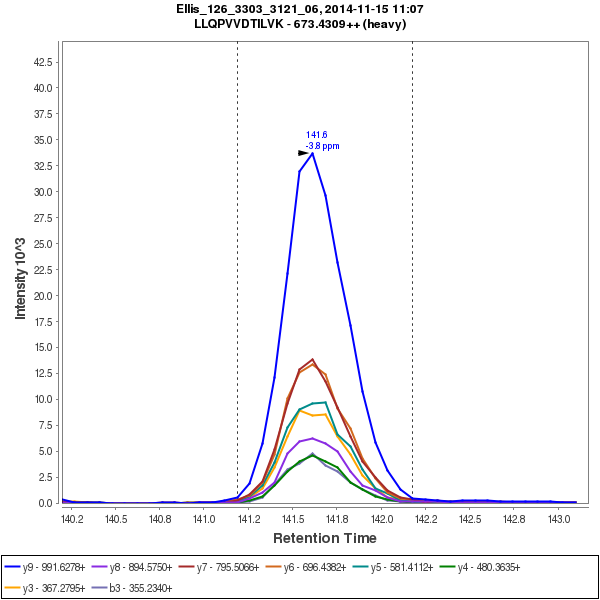 Ellis_126_3303_3121_06, 2014-11-15 11:07
LLQPVVDTILVK - 673.4309++ (heavy)
42.5
40.0
37.5
35.0
32.5
30.0
27.5
25.0
22.5
20.0
17.5
15.0
12.5
10.0
7.5
5.0
2.5
0.0
Intensity 10^3
141.6
-3.8 ppm
140.2 140.5 140.8 141.0 141.2 141.5 141.8 142.0 142.2 142.5 142.8 143.0
Retention Time
y9 - 991.6278+ y8 - 894.5750+ y7 - 795.5066+ y6 - 696.4382+ y5 - 581.4112+ y4 - 480.3635+
y3 - 367.2795+ b3 - 355.2340+